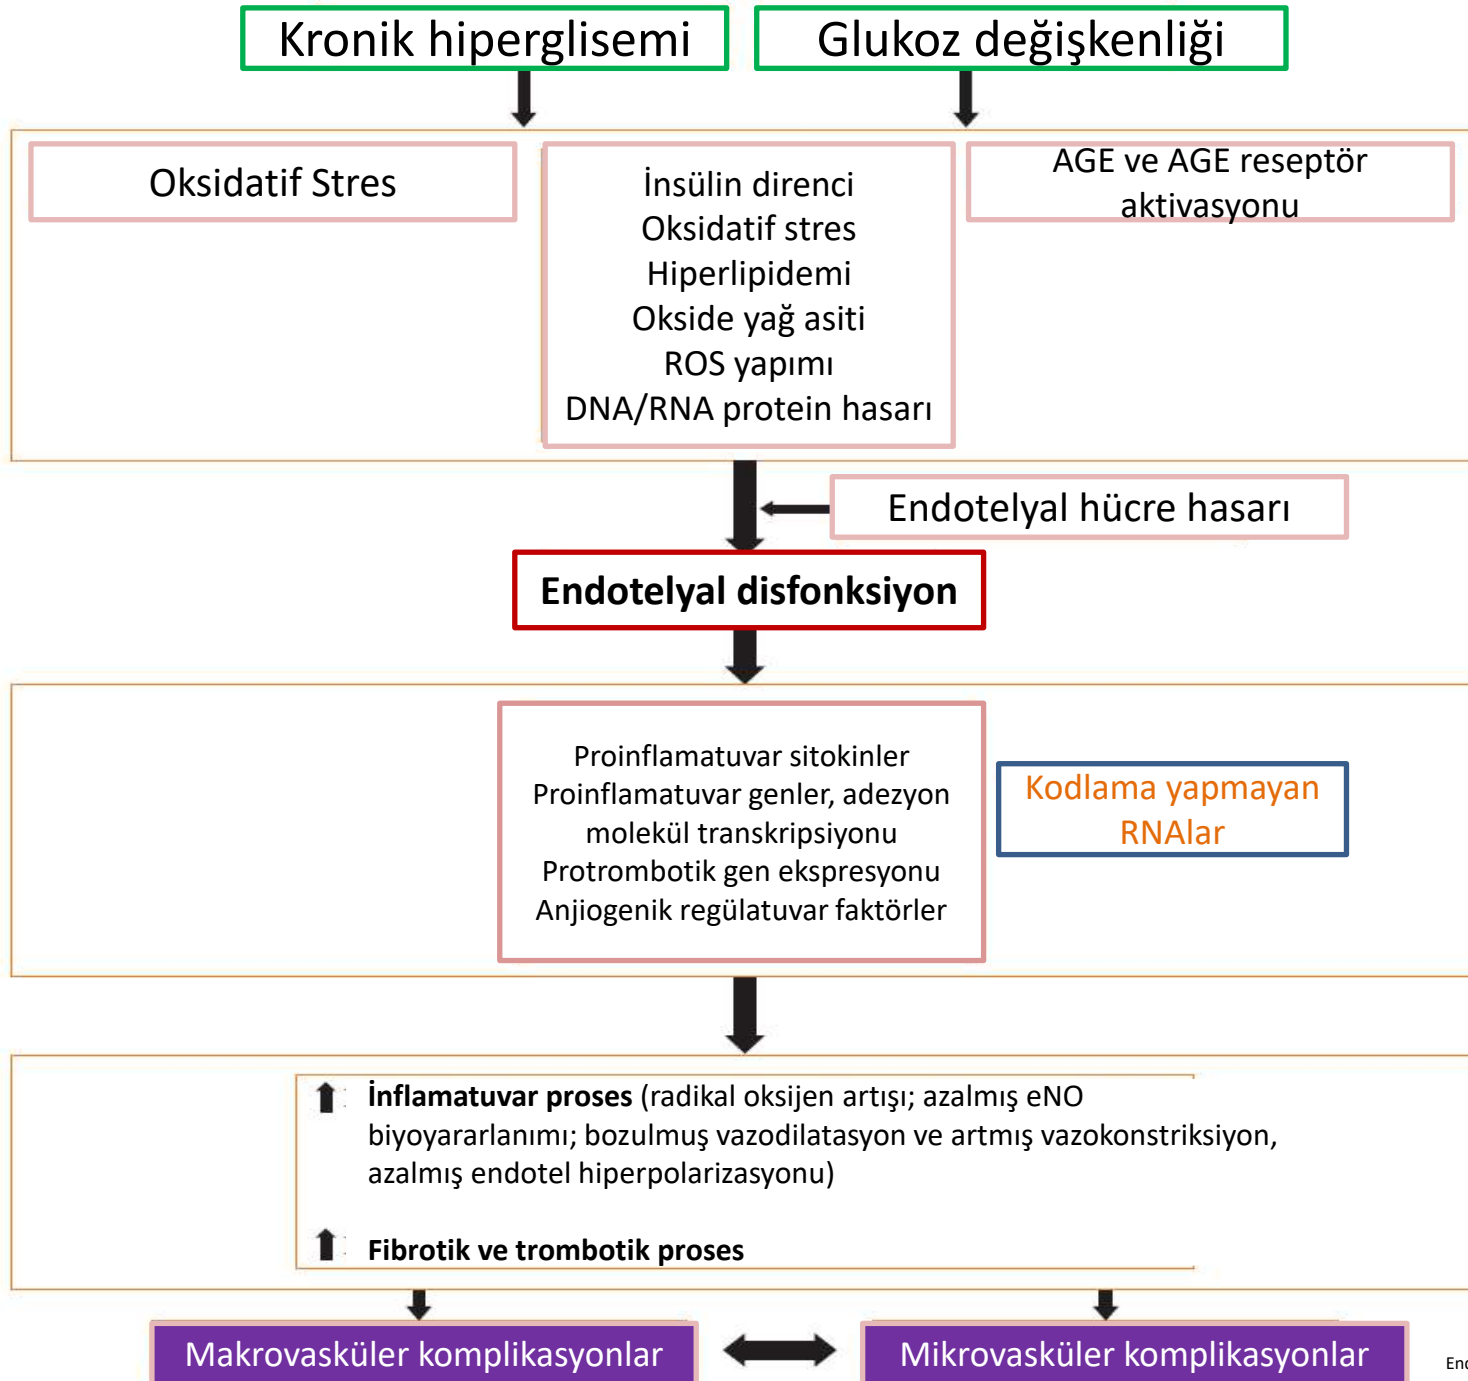 Kronik hiperglisemi
Glukoz değişkenliği
Oksidatif Stres
İnsülin direnci
Oksidatif stres
Hiperlipidemi
Okside yağ asiti
ROS yapımı
DNA/RNA protein hasarı
AGE ve AGE reseptör
aktivasyonu
Endotelyal hücre hasarı
Endotelyal disfonksiyon
Proinflamatuvar sitokinler
Proinflamatuvar genler, adezyon
molekül transkripsiyonu
Protrombotik gen ekspresyonu
Anjiogenik regülatuvar faktörler
Kodlama yapmayan
RNAlar
İnflamatuvar proses (radikal oksijen artışı; azalmış eNO
biyoyararlanımı; bozulmuş vazodilatasyon ve artmış vazokonstriksiyon,
azalmış endotel hiperpolarizasyonu)
Fibrotik ve trombotik proses
Makrovasküler komplikasyonlar
Mikrovasküler komplikasyonlar